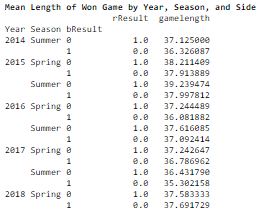 Mean Length of Won Game by Year, Season, and Side
rResult gamelength
Year Season bResult
2014 Summer 0 1.0 37.125000
1 0.0 36.326087
2015 Spring 0 1.0 38.211409
1 0.0 37.913889
Summer 0 1.0 39.239474
1 0.0 37.997812
2016 Spring 0 1.0 37.244489
1 0.0 36.081882
Summer 0 1.0 37.616085
1 0.0 37.092414
2017 Spring 0 1.0 37.242647
1 0.0 36.786962
Summer 0 1.0 36.431790
1 0.0 35.302158
2018 Spring 0 1.0 37.583333
1 0.0 37.691729